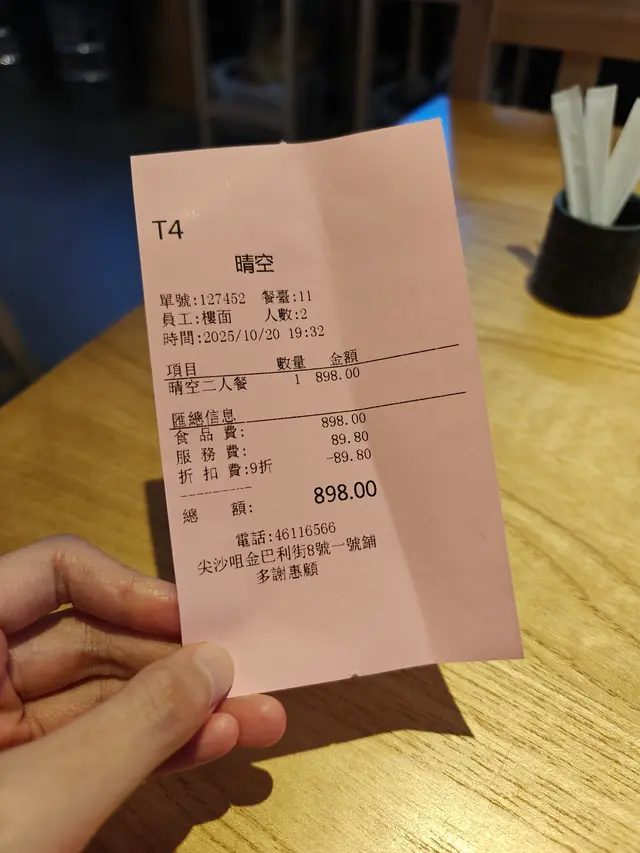 T4
晴空
單號:127452 餐臺:11
員工:樓面 人數:2
時間:2025/10/20 19:32
項目 數量 金額
晴空二人餐 1 898.00
匯總信息
食 品 費: 898.00
服 務 費: 89.80
折 扣 費:9折 -89.80
總 額: 898.00
電話:46116566
尖沙咀金巴利街8號一號鋪
多謝惠顧